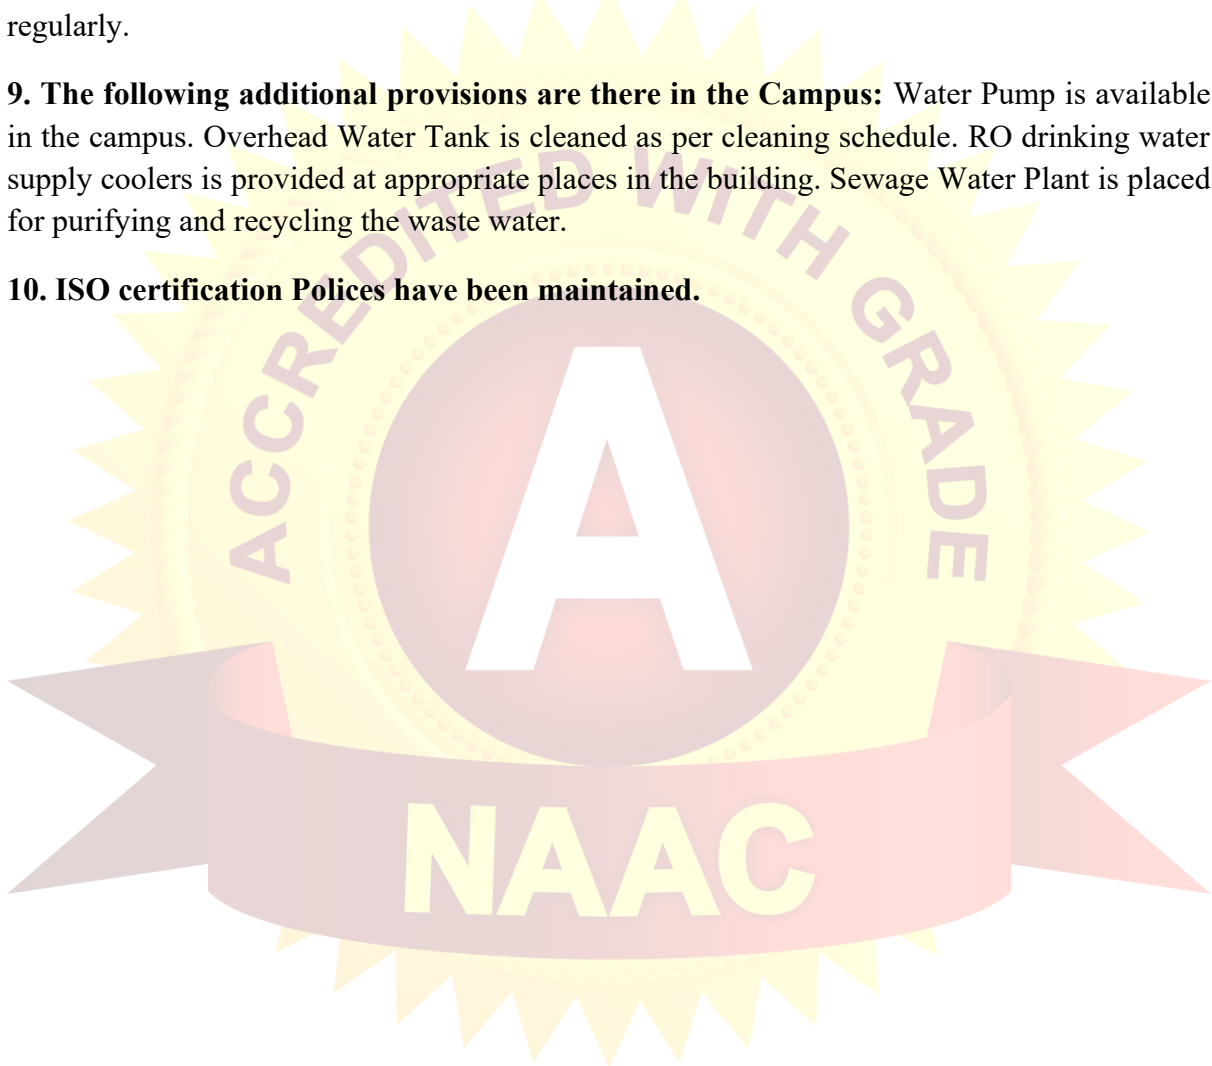 regularly.
9. The following additional provisions are there in the Campus: Water Pump is available
in the campus. Overhead Water Tank is cleaned as per cleaning schedule. RO drinking water
supply coolers is provided at appropriate places in the building. Sewage Water Plant is placed
for purifying and recycling the waste water.
10. ISO certification Polices have been maintained.
ACCREDITED WITH GRADE
A
NAAC